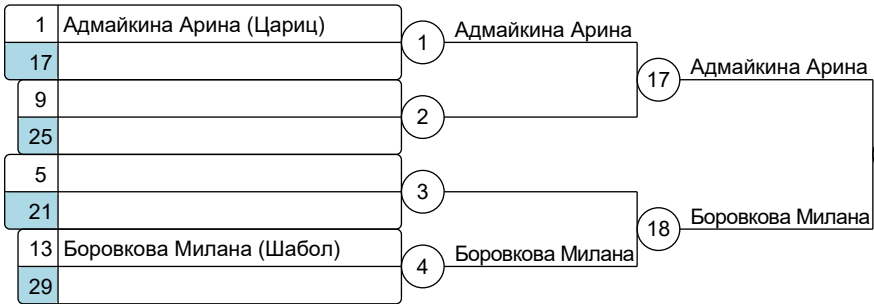 1 Адмайкина Арина (Цариц)
17
1 Адмайкина Арина
9
25
2
17 Адмайкина Арина
5
21
3
13 Боровкова Милана (Шабол)
29
4 Боровкова Милана
18 Боровкова Милана